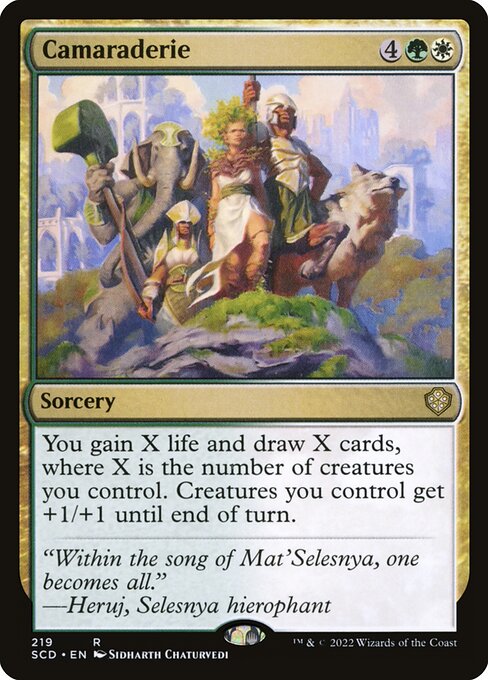 Camaraderie 4
Sorcery
You gain X life and draw X cards,
where X is the number of creatures
you control. Creatures you control get
+1/+1 until end of turn.
“Within the song of Mat’Selesnya, one
becomes all.”
—Heruj, Selesnya hierophant
219 R
SCD • EN Sidharth Chaturvedi
™ & © 2022 Wizards of the Coast